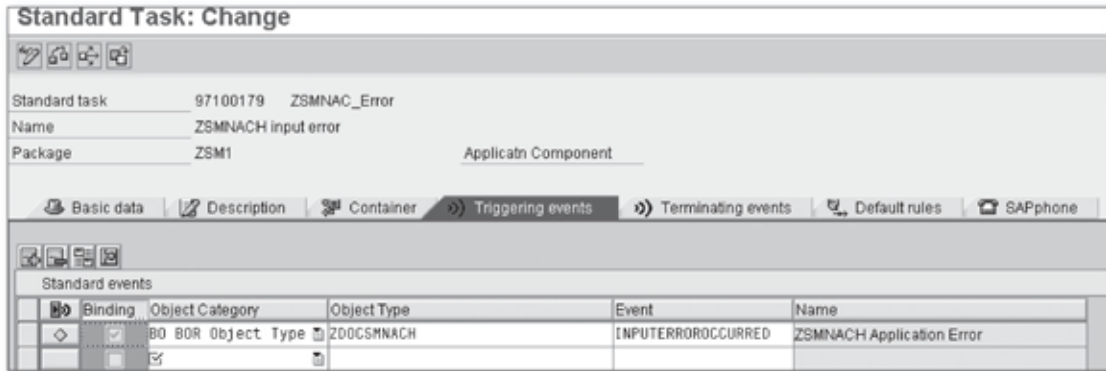 Standard Task: Change
Standard task 97100179 ZSMNAC_Error
Name ZSMNACH input error
Package ZSM1 Applicatn Component
Basic data Description Container Triggering events Terminating events Default rules SAPphone
Standard events
Binding Object Category Object Type Event Name
BO BOR Object Type ZDOCSMNACH INPUTERROROCCURRED ZSMNACH Application Error